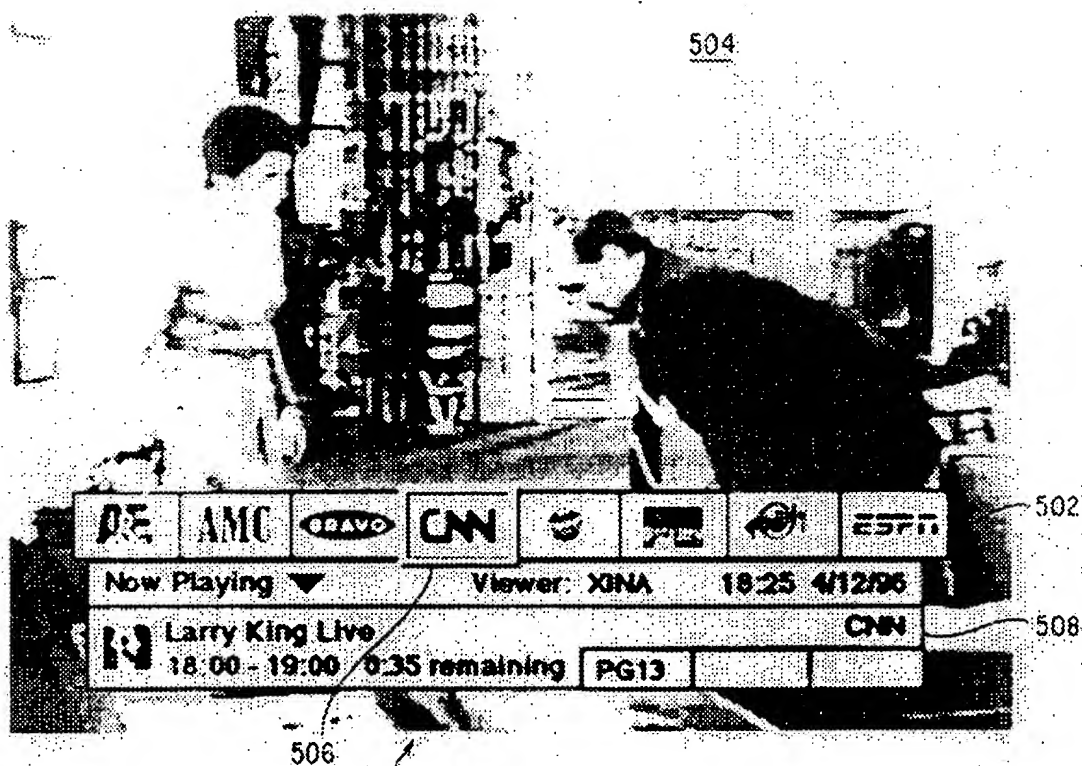 504
A&E AMC BRAVO CNN ESPN
502
Now Playing Viewer: XINA 18:25 4/12/96
Larry King Live CNN
508
18:00 - 19:00 0:35 remaining PG13
506